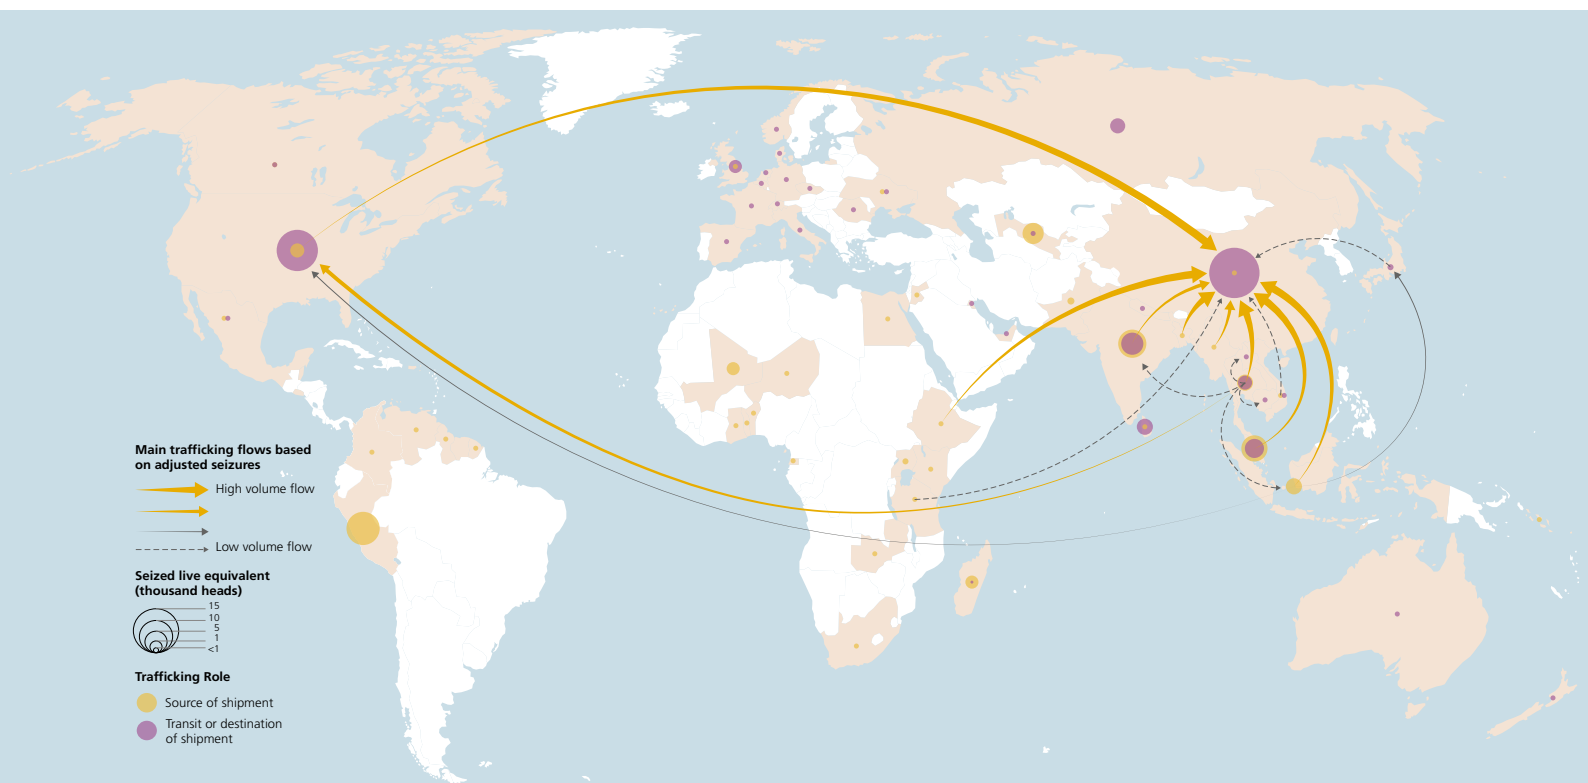 Main trafficking flows based
on adjusted seizures
High volume flow
Low volume flow
Seized live equivalent
(thousand heads)
15
10
5
1
<1
Trafficking Role
Source of shipment
Transit or destination
of shipment